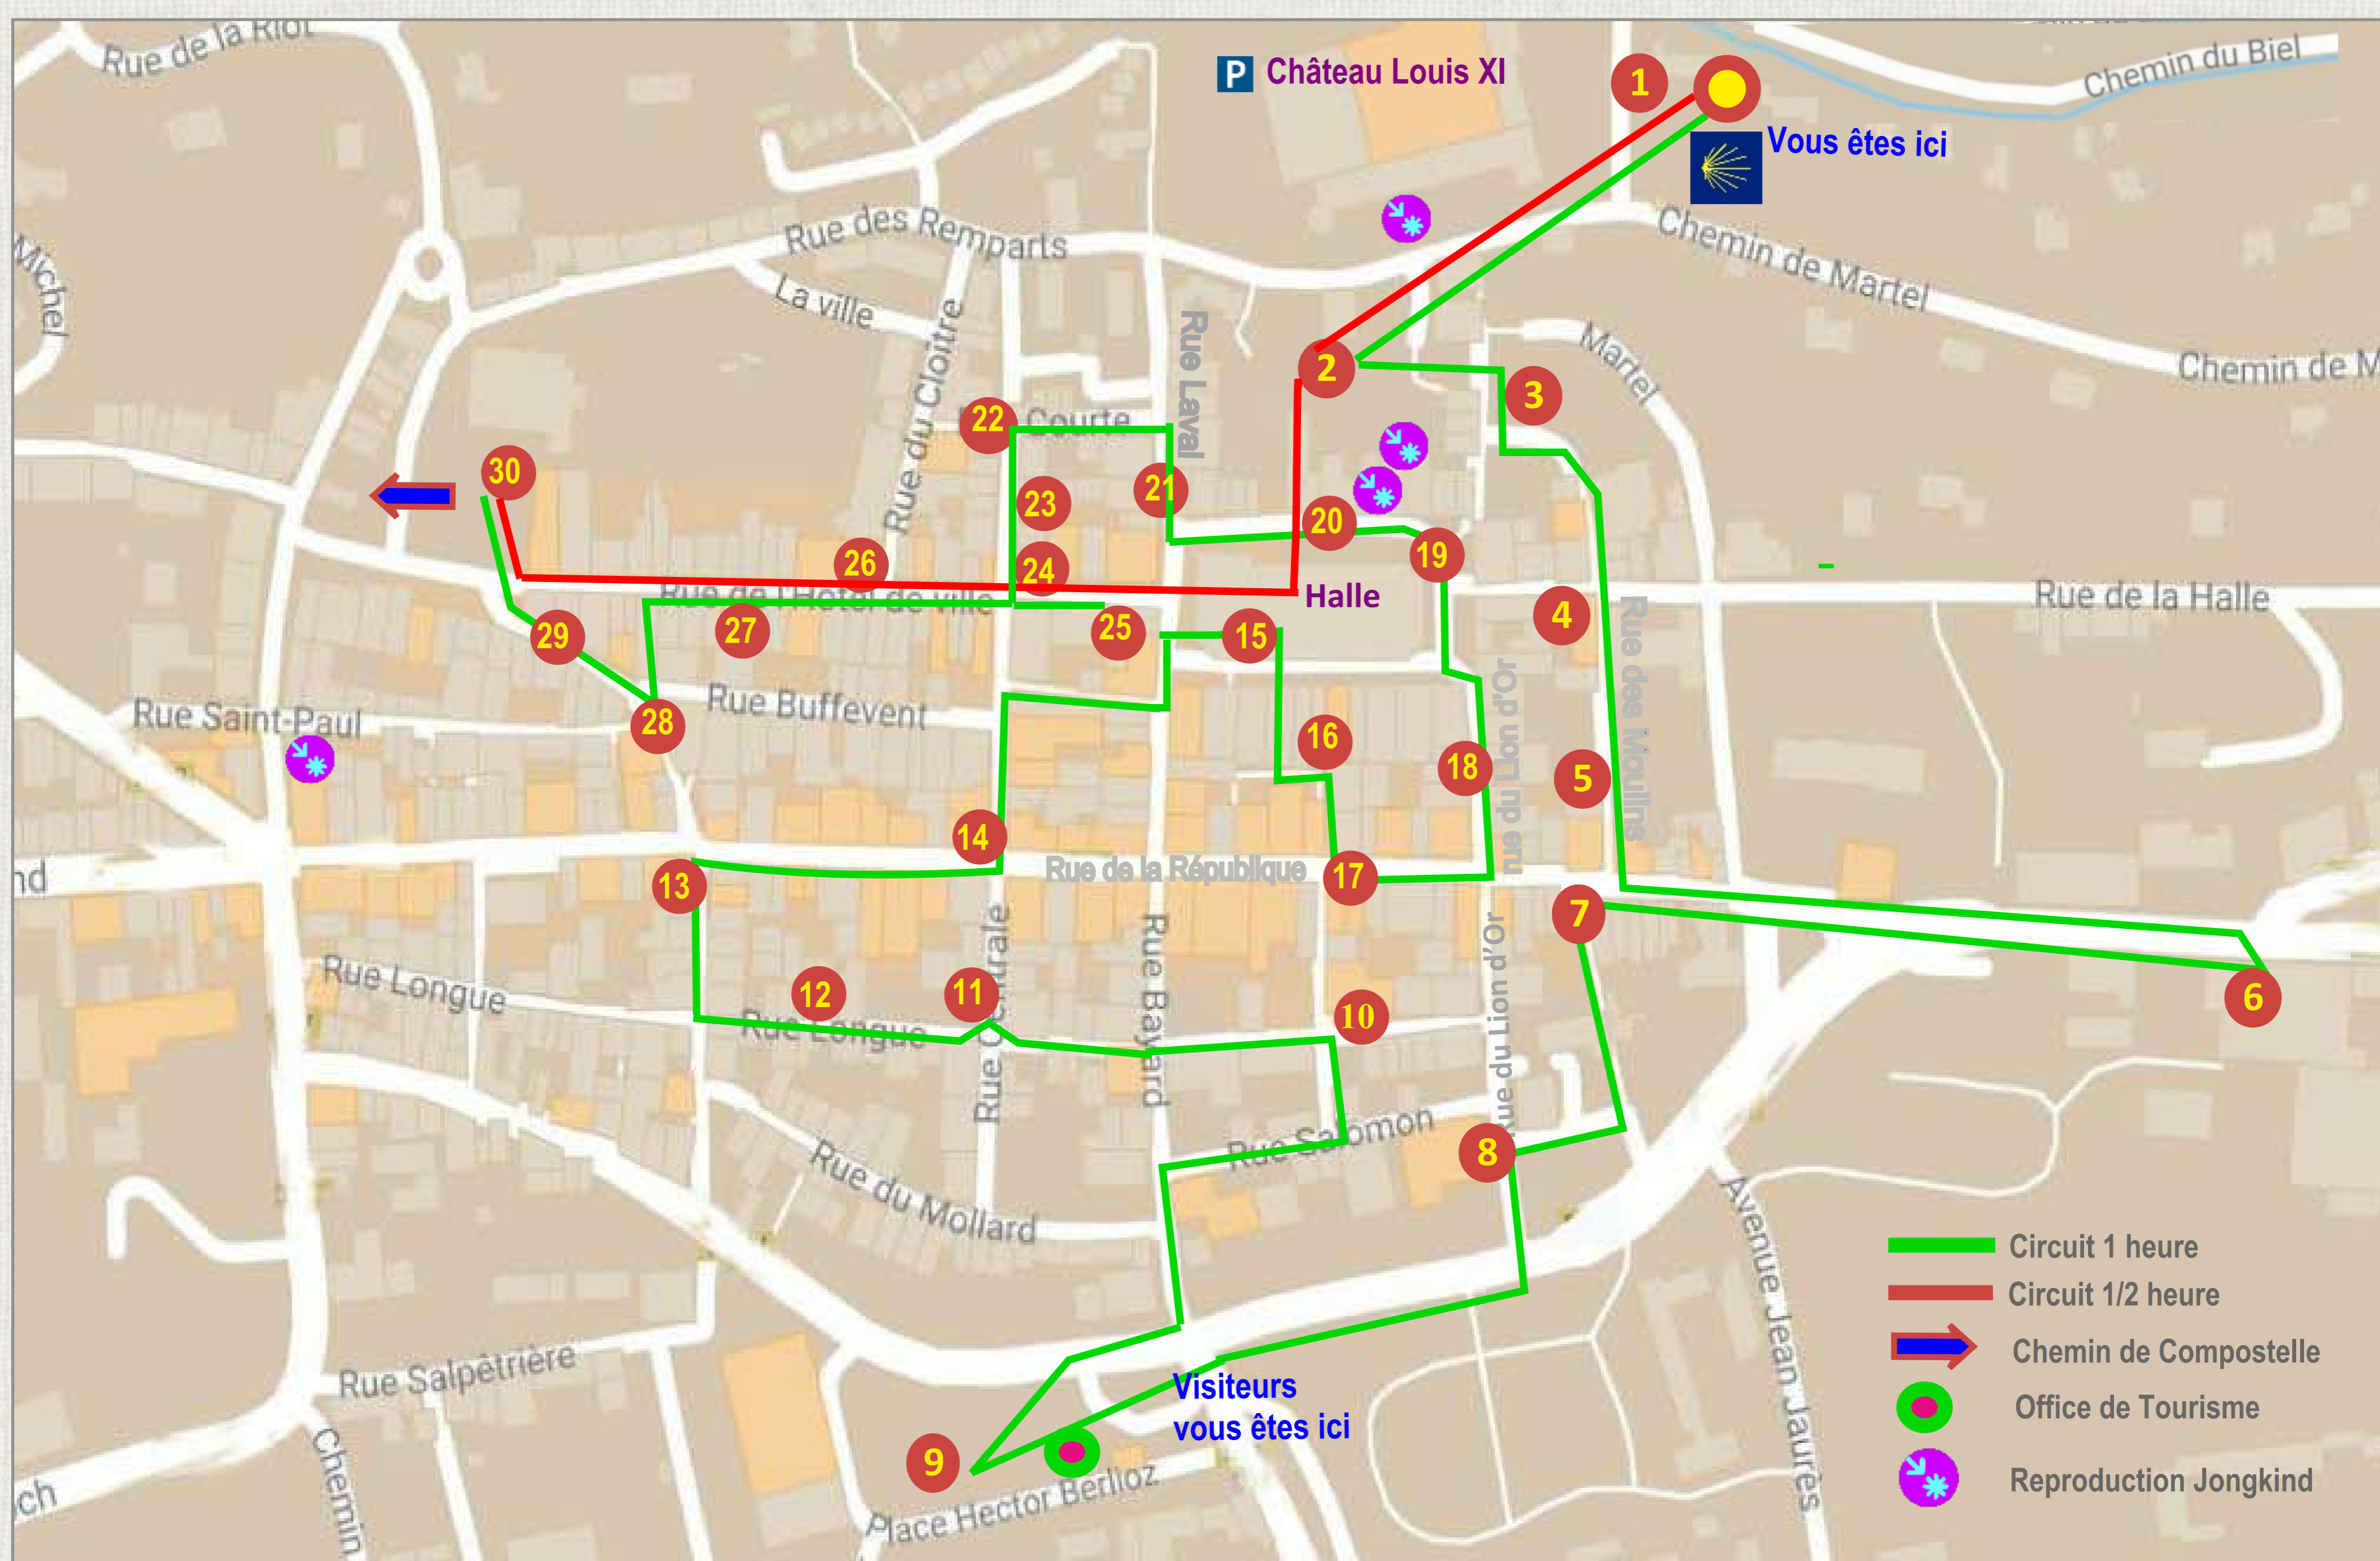 Rue de la Riot
P Château Louis XI
1
Vous êtes ici
Chemin du Biel
Michel
Rue des Remparts
La ville
Rue du Cloître
Rue Laval
Chemin de Martel
Martel
Chemin de M
2
3
22
Courte
30
23
21
20
19
26
24
Rue de l'Hôtel de ville
Halle
4
Rue de la Halle
29
27
25
15
Rue des Moulins
Rue Saint-Paul
28
Rue Buffevent
16
18
rue du Lion d'Or
5
14
nd
13
Rue de la République
17
7
Rue Longue
12
11
Rue Longue
Rue Centrale
Rue Bayard
10
Rue du Lion d'Or
6
Rue Salomon
8
Rue du Mollard
Avenue Jean Jaurès
Rue Salpêtrière
Chemin
ch
Visiteurs
vous êtes ici
9
Place Hector Berlioz
Circuit 1 heure
Circuit 1/2 heure
Chemin de Compostelle
Office de Tourisme
Reproduction Jongkind